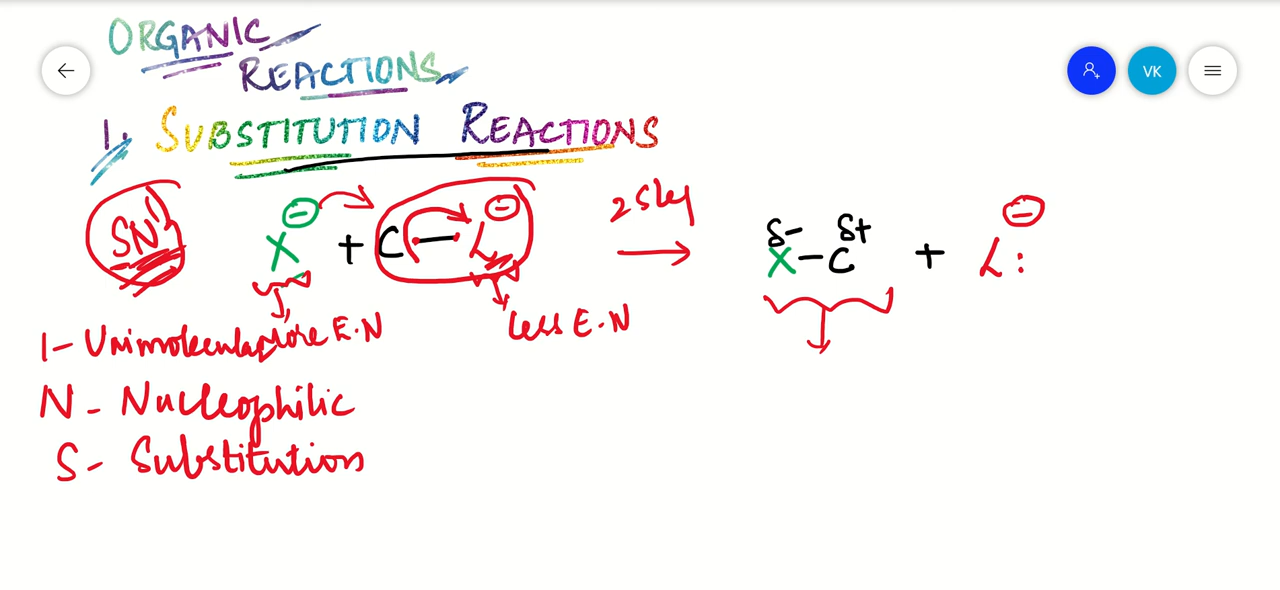 ORGANIC
REACTIONS
1. SUBSTITUTION REACTIONS
SN1
X⊖ + C—L⊖ 2 Step → δ- X—C δ+ + L:⊖
More E.N
less E.N
1 - Unimolecular
N - Nucleophilic
S - Substitution
VK